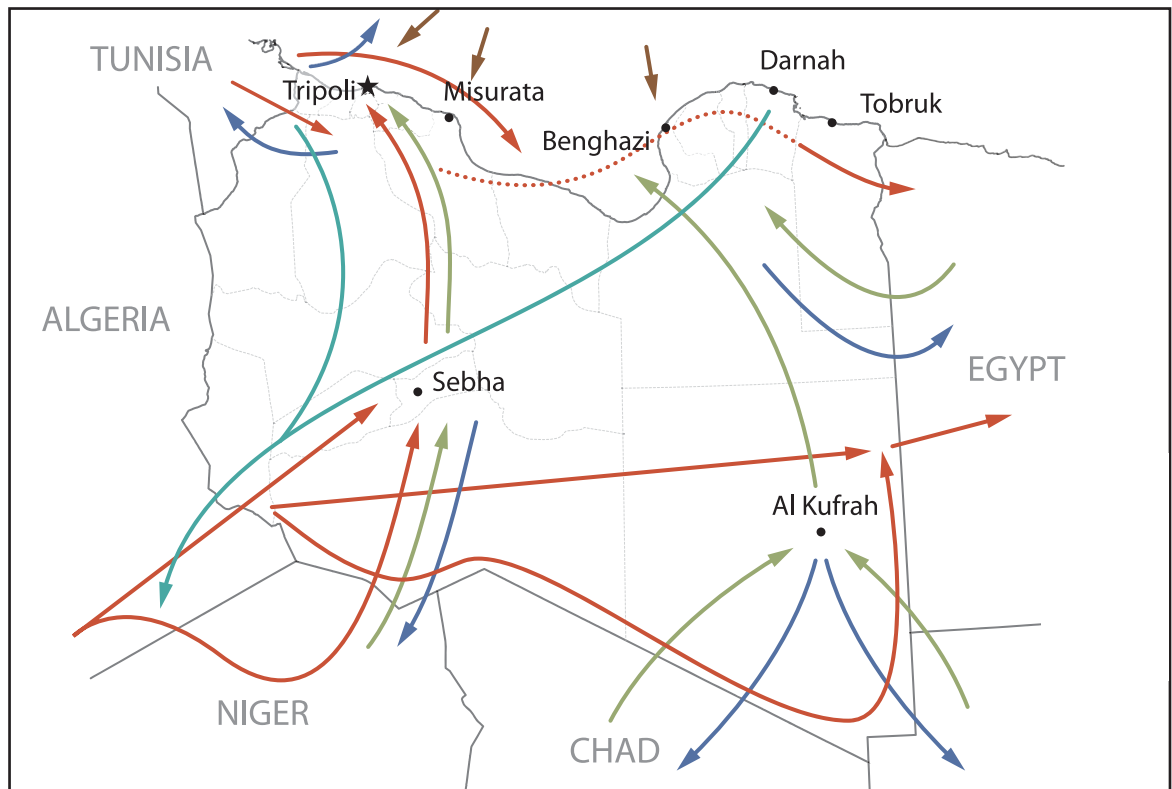 TUNISIA
Tripoli
Misurata
Darnah
Tobruk
Benghazi
ALGERIA
Sebha
EGYPT
Al Kufrah
NIGER
CHAD